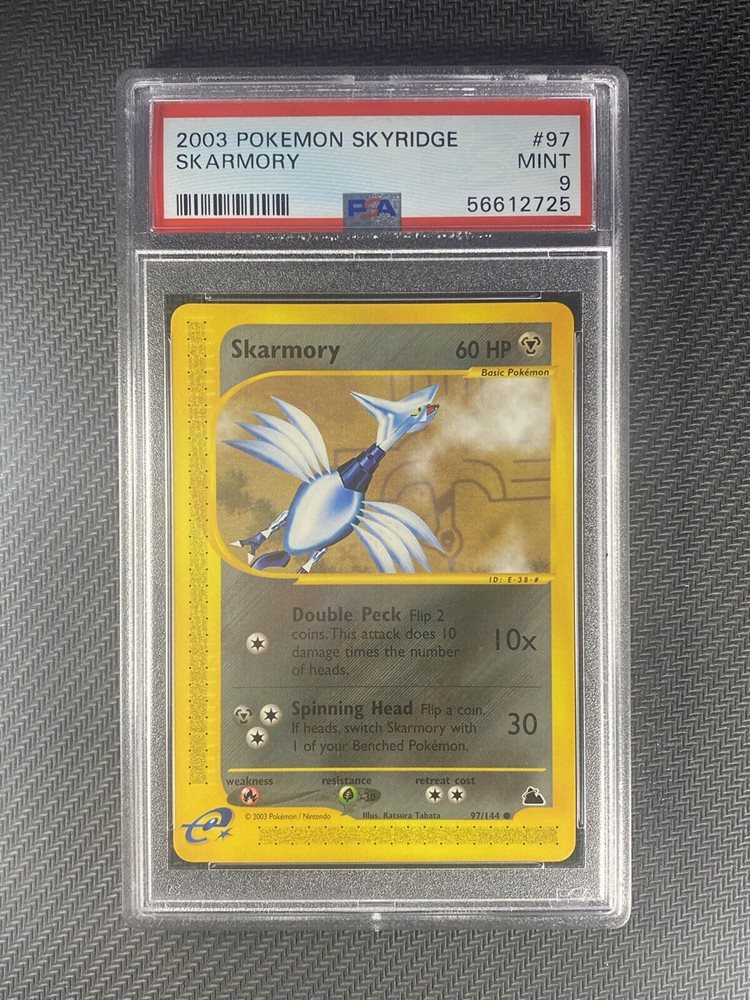 2003 POKEMON SKYRIDGE #97
SKARMORY MINT
9
PSA 56612725
Skarmory 60 HP
Basic Pokémon
ID: E-38-#
Double Peck Flip 2
coins. This attack does 10
damage times the number
of heads.
10x
Spinning Head Flip a coin.
If heads, switch Skarmory with
1 of your Benched Pokémon.
30
weakness resistance retreat cost
-30
© 2003 Pokémon / Nintendo Illus. Katsura Tabata 97/144
e